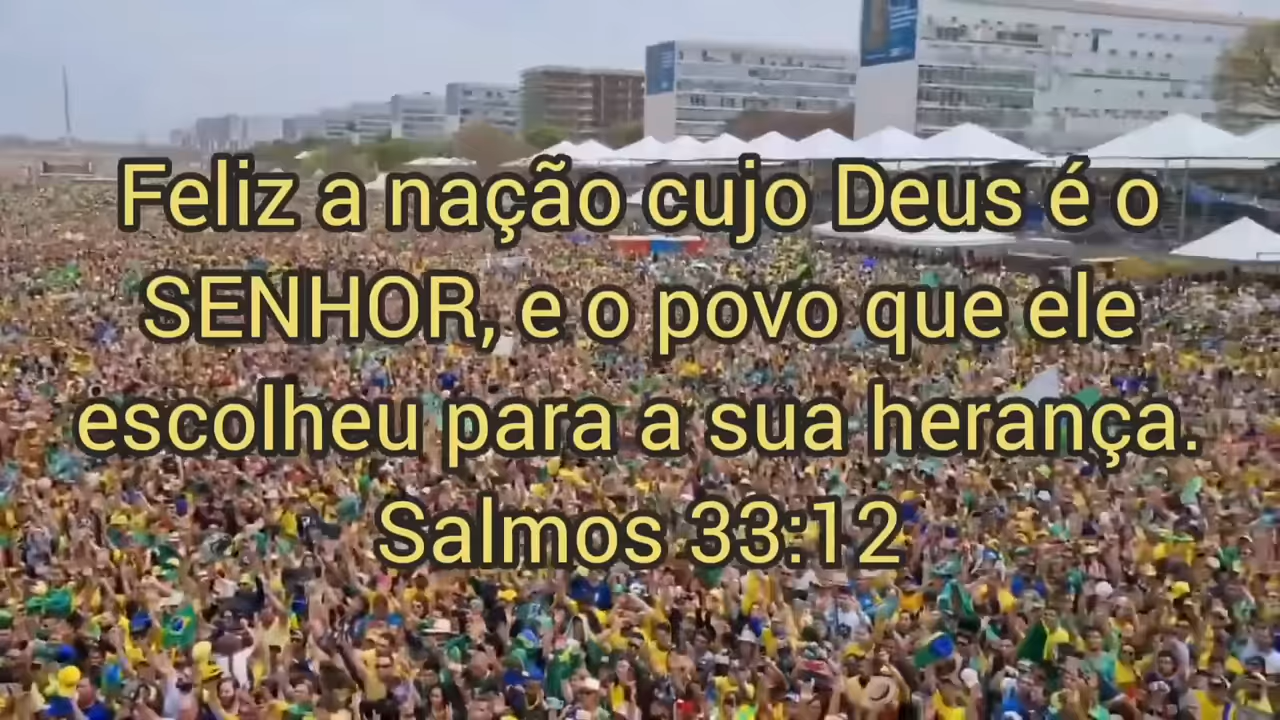 Feliz a nação cujo Deus é o
SENHOR, e o povo que ele
escolheu para a sua herança.
Salmos 33:12